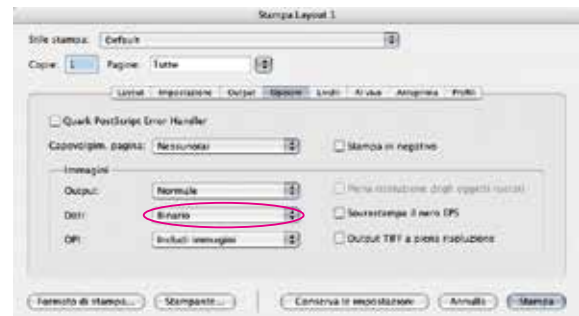 Stampa Layout 1
Stile stampa: Default
Copie: 1 Pagine: Tutte
Layout Impostazione Output Opzioni Livelli Al vivo Anteprima Profili
Quark PostScript Error Handler
Capovolgim. pagina: Nessuno/a Stampa in negativo
Immagini
Output: Normale Piena risoluzione degli oggetti
Dati: Binario Sovrastampa il nero EPS
OPI: Includi immagini Output TIFF a piena risoluzione
Formato di stampa... Stampante... Conserva le impostazioni Annulla Stampa